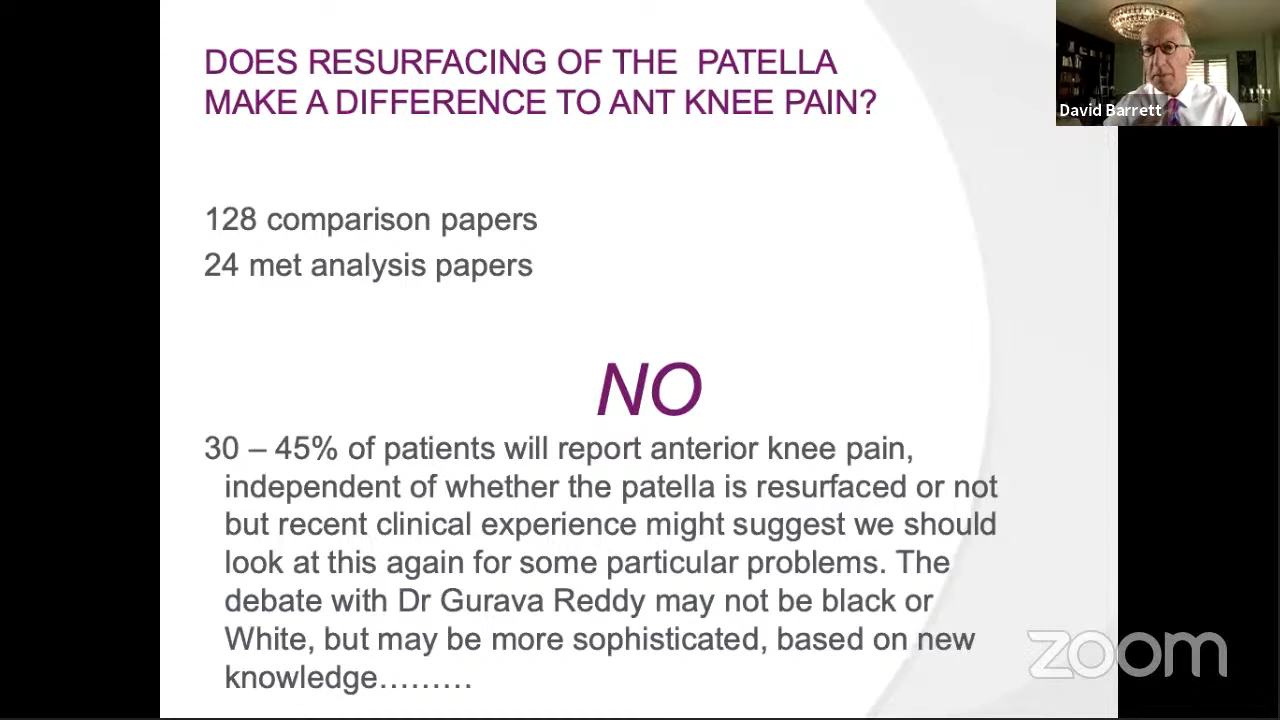 DOES RESURFACING OF THE PATELLA
MAKE A DIFFERENCE TO ANT KNEE PAIN?
David Barrett
128 comparison papers
24 met analysis papers
NO
30 – 45% of patients will report anterior knee pain,
independent of whether the patella is resurfaced or not
but recent clinical experience might suggest we should
look at this again for some particular problems. The
debate with Dr Gurava Reddy may not be black or
White, but may be more sophisticated, based on new
knowledge………
zoom